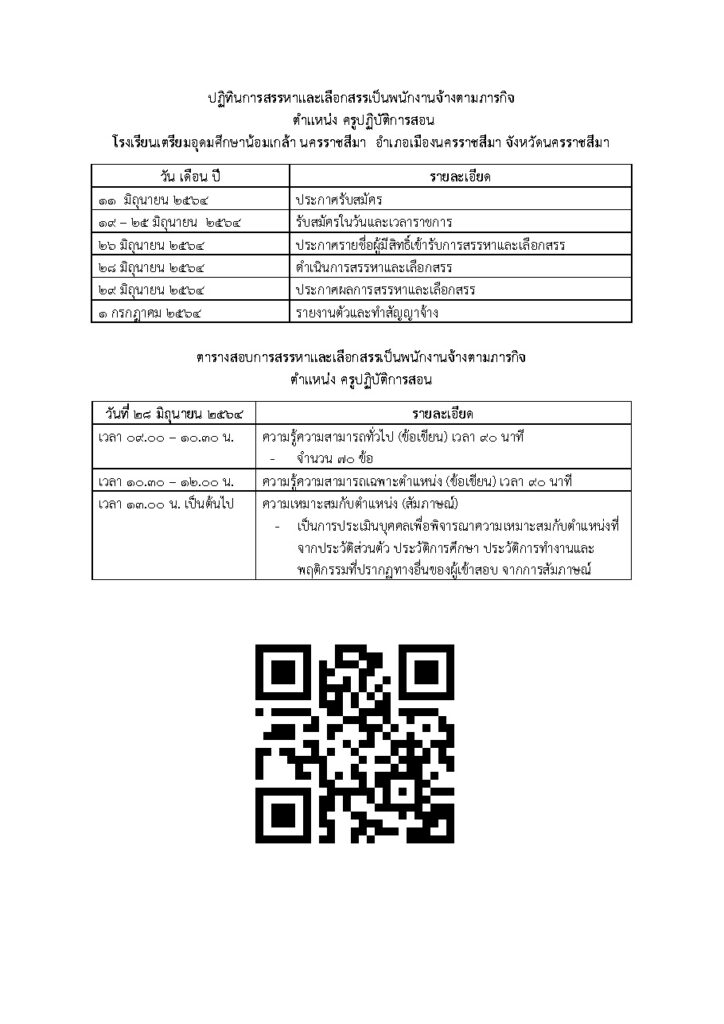 ปฏิทินการสรรหาและเลือกสรรเป็นพนักงานจ้างตามภารกิจ
ตำแหน่ง ครูปฏิบัติการสอน
โรงเรียนเตรียมอุดมศึกษาน้อมเกล้า นครราชสีมา อำเภอเมืองนครราชสีมา จังหวัดนครราชสีมา
วัน เดือน ปี รายละเอียด
๑๑ มิถุนายน ๒๕๖๔ ประกาศรับสมัคร
๑๙ – ๒๕ มิถุนายน ๒๕๖๔ รับสมัครในวันและเวลาราชการ
๒๖ มิถุนายน ๒๕๖๔ ประกาศรายชื่อผู้มีสิทธิ์เข้ารับการสรรหาและเลือกสรร
๒๘ มิถุนายน ๒๕๖๔ ดำเนินการสรรหาและเลือกสรร
๒๙ มิถุนายน ๒๕๖๔ ประกาศผลการสรรหาและเลือกสรร
๑ กรกฎาคม ๒๕๖๔ รายงานตัวและทำสัญญาจ้าง
ตารางสอบการสรรหาและเลือกสรรเป็นพนักงานจ้างตามภารกิจ
ตำแหน่ง ครูปฏิบัติการสอน
วันที่ ๒๘ มิถุนายน ๒๕๖๔ รายละเอียด
เวลา ๐๙.๐๐ – ๑๐.๓๐ น. ความรู้ความสามารถทั่วไป (ข้อเขียน) เวลา ๙๐ นาที
- จำนวน ๗๐ ข้อ
เวลา ๑๐.๓๐ – ๑๒.๐๐ น. ความรู้ความสามารถเฉพาะตำแหน่ง (ข้อเขียน) เวลา ๙๐ นาที
เวลา ๑๓.๐๐ น. เป็นต้นไป ความเหมาะสมกับตำแหน่ง (สัมภาษณ์)
- เป็นการประเมินบุคคลเพื่อพิจารณาความเหมาะสมกับตำแหน่งที่
จากประวัติส่วนตัว ประวัติการศึกษา ประวัติการทำงานและ
พฤติกรรมที่ปรากฏทางอื่นของผู้เข้าสอบ จากการสัมภาษณ์